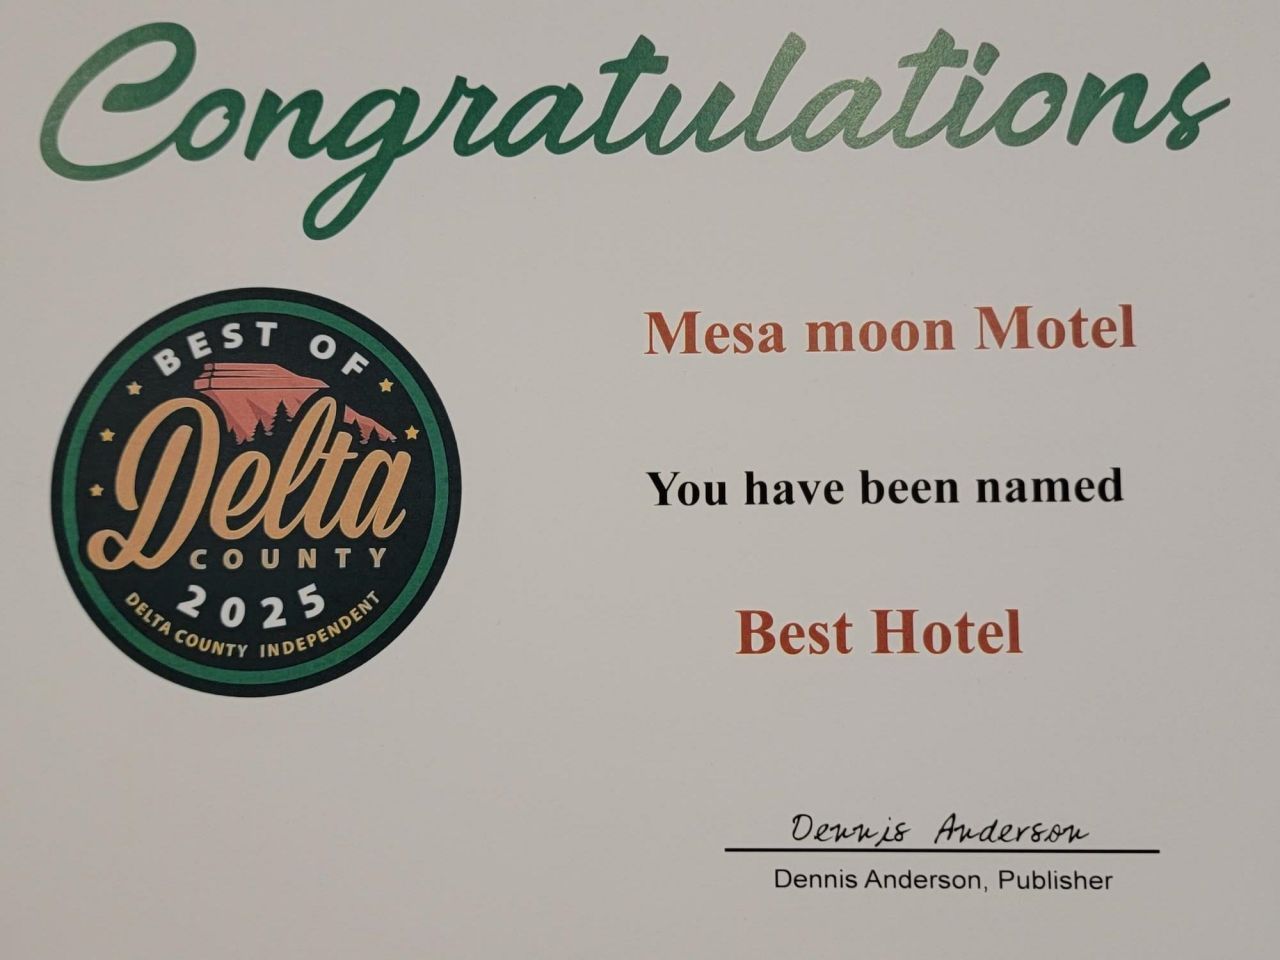 Congratulations
BEST OF
Delta
COUNTY
2025
DELTA COUNTY INDEPENDENT
Mesa moon Motel
You have been named
Best Hotel
Dennis Anderson
Dennis Anderson, Publisher